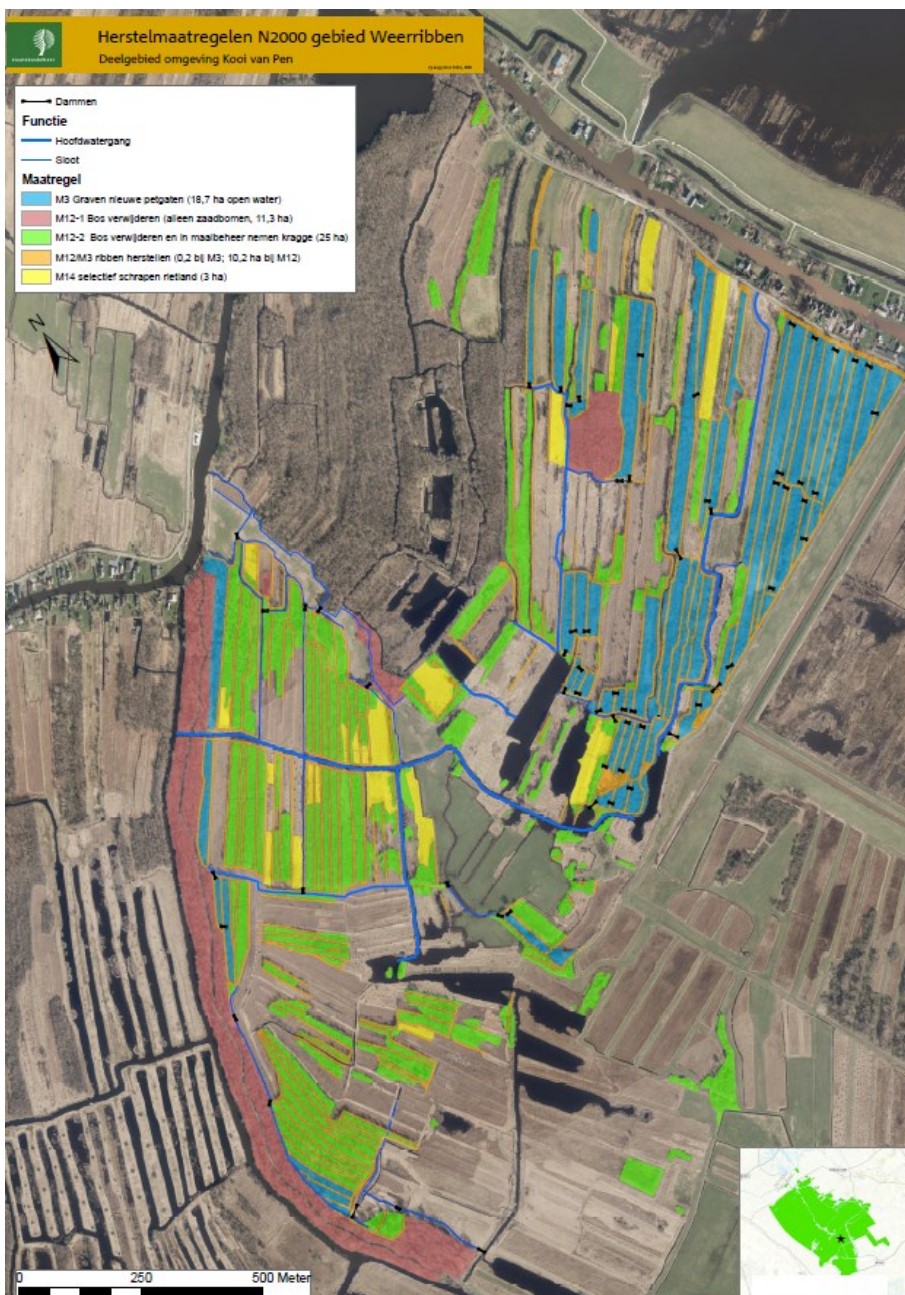 Herstelmaatregelen N2000 gebied Weerribben
Deelgebied omgeving Kooi van Pen
Dammen
Functie
Hoofdwatergang
Sloot
Maatregel
M3 Graven nieuwe petgaten (18,7 ha open water)
M12-1 Bos verwijderen (alleen zaadbomen, 11,3 ha)
M12-2 Bos verwijderen en in maaibeheer nemen kragge (25 ha)
M12/M3 ribben herstellen (0,2 bij M3; 10,2 ha bij M12)
M14 selectief schrapen rietland (3 ha)
N
0 250 500 Meter